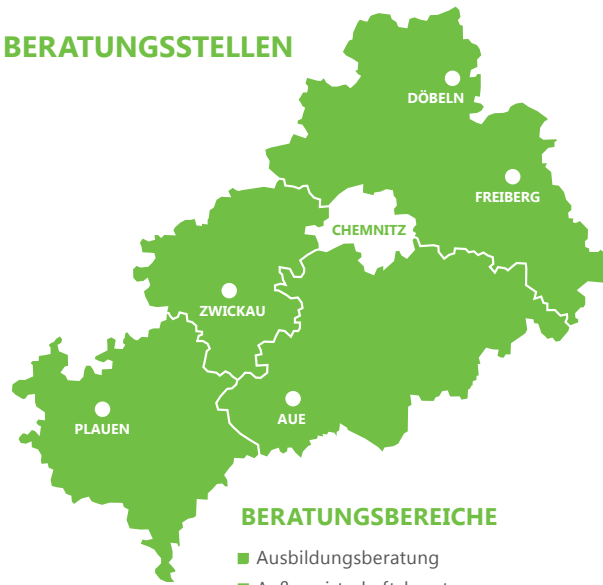 BERATUNGSSTELLEN
DÖBELN
FREIBERG
CHEMNITZ
ZWICKAU
AUE
PLAUEN
BERATUNGSBEREICHE
Ausbildungsberatung